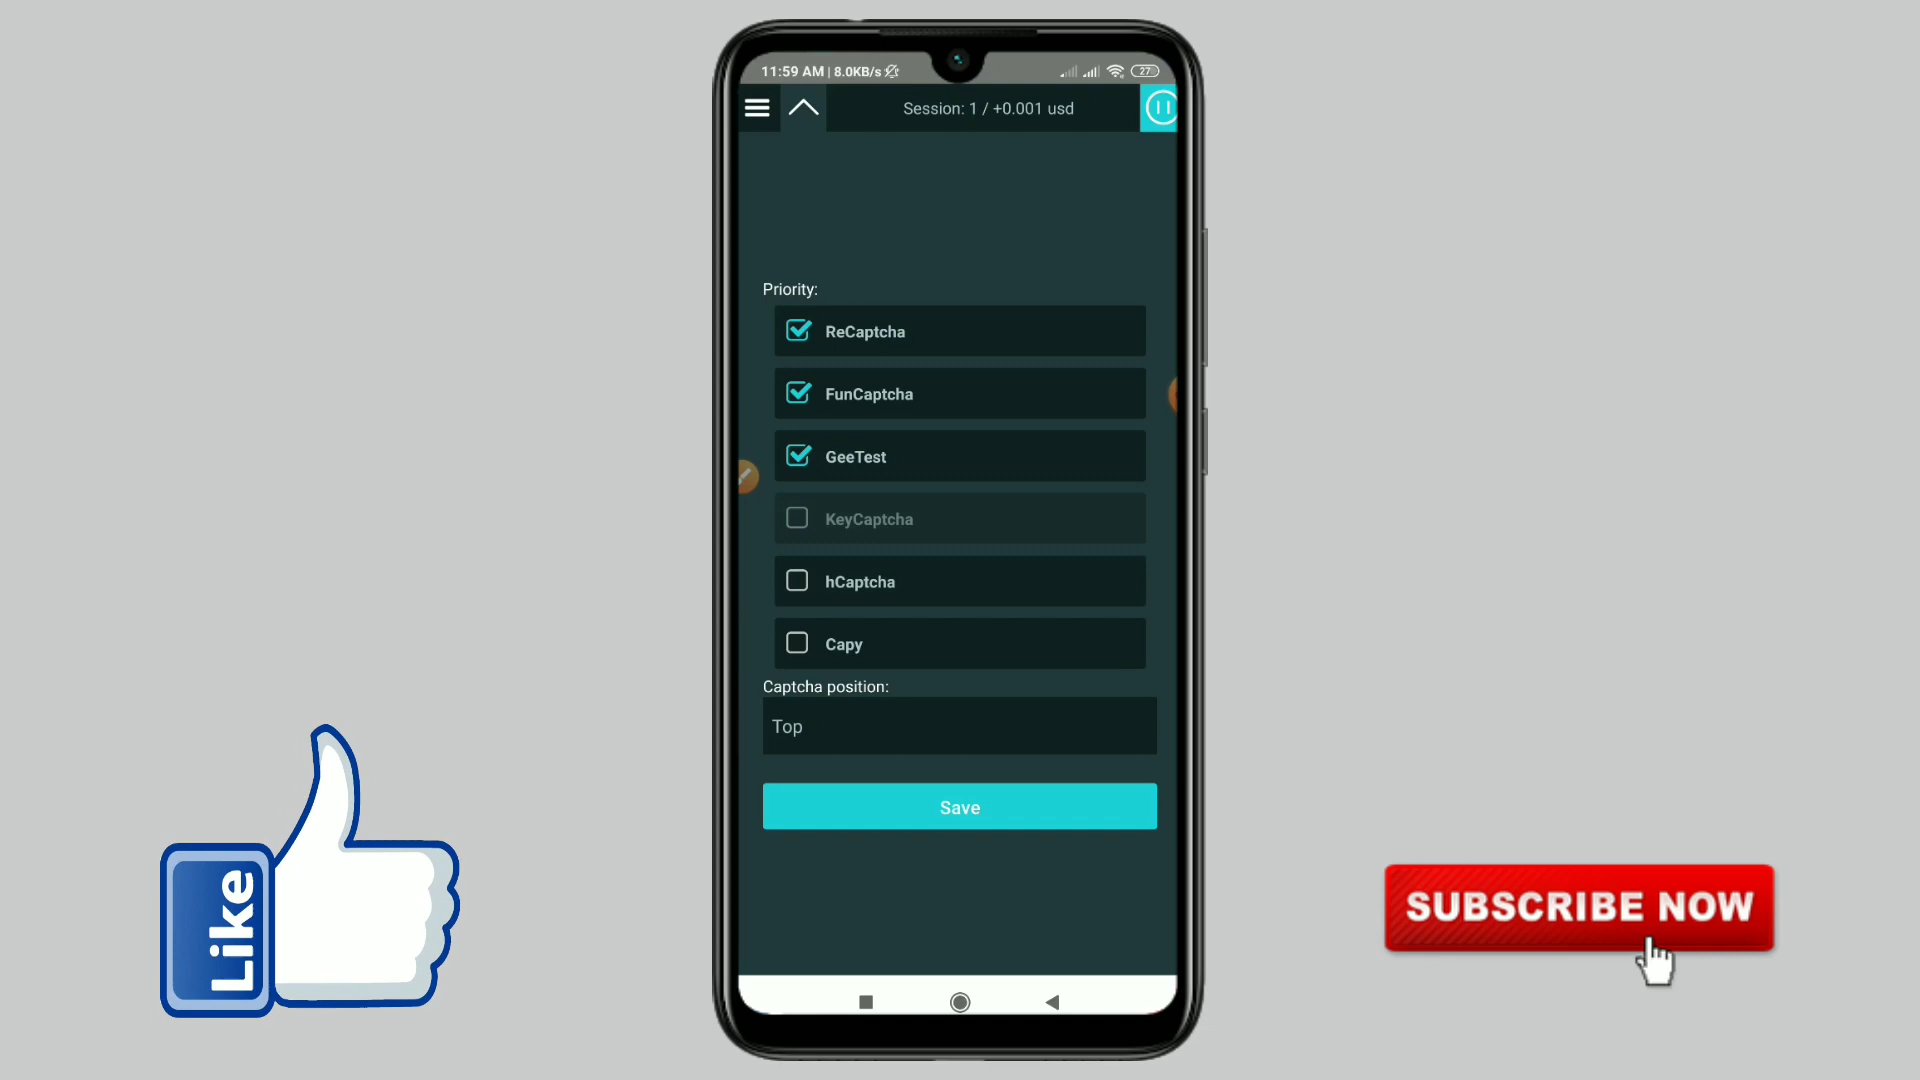 11:59 AM | 8.0KB/s
27
Session: 1 / +0.001 usd
Priority:
ReCaptcha
FunCaptcha
GeeTest
KeyCaptcha
hCaptcha
Capy
Captcha position:
Top
Save
Like
SUBSCRIBE NOW